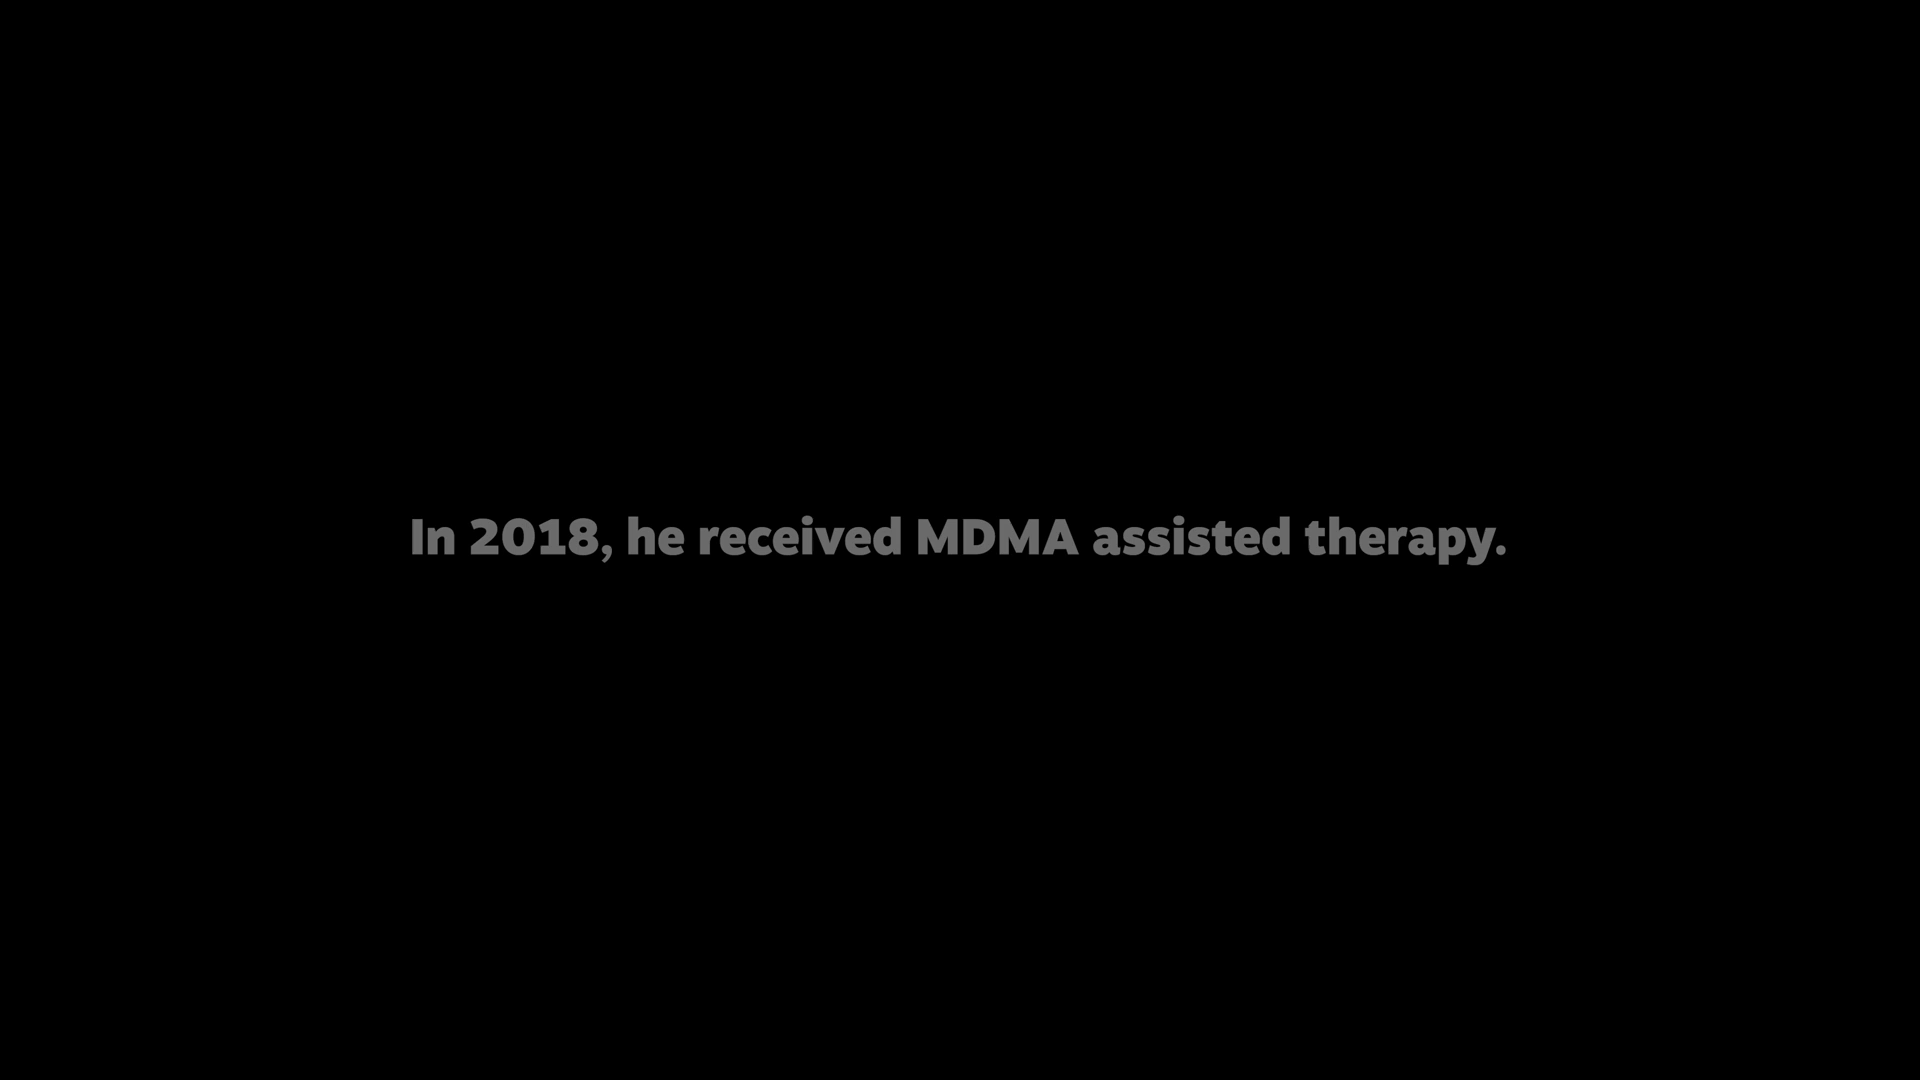 In 2018, he received MDMA assisted therapy.